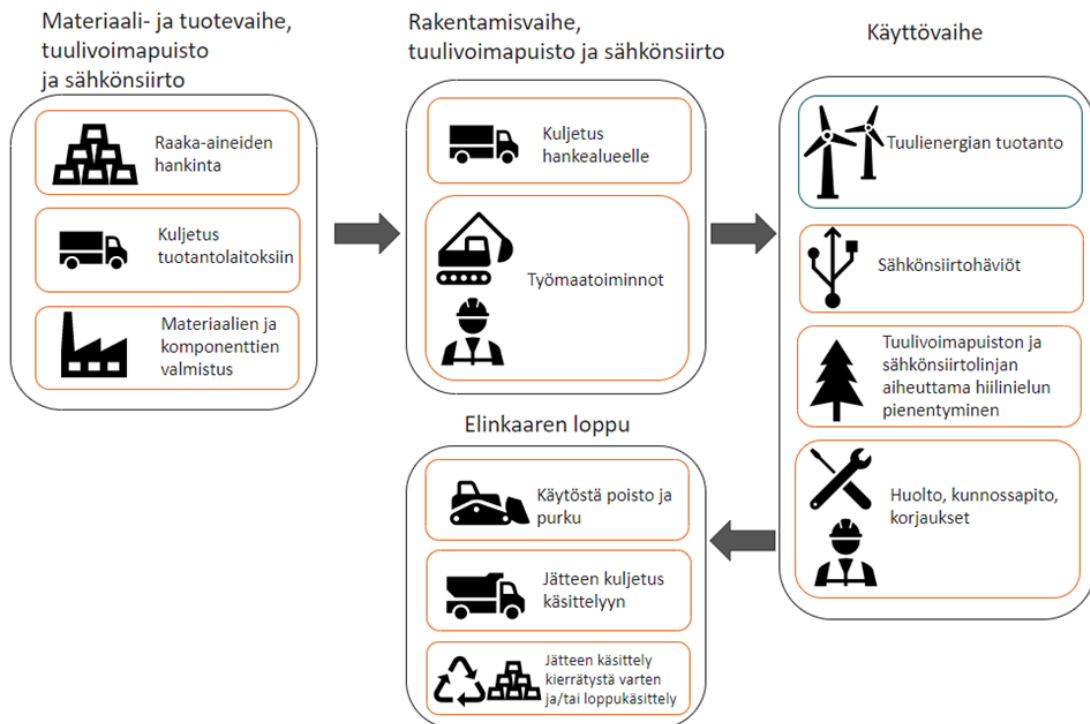 Materiaali- ja tuotevaihe,
tuulivoimapuisto
ja sähkönsiirto
Raaka-aineiden
hankinta
Kuljetus
tuotantolaitoksiin
Materiaalien ja
komponenttien
valmistus
Rakentamisvaihe,
tuulivoimapuisto ja sähkönsiirto
Kuljetus
hankealueelle
Työmaatoiminnot
Käyttövaihe
Tuulienergian tuotanto
Sähkönsiirtohäviöt
Tuulivoimapuiston ja
sähkönsiirtolinjan
aiheuttama hiilinielun
pienentyminen
Huolto, kunnossapito,
korjaukset
Elinkaaren loppu
Käytöstä poisto ja
purku
Jätteen kuljetus
käsittelyyn
Jätteen käsittely
kierrätystä varten
ja/tai loppukäsittely